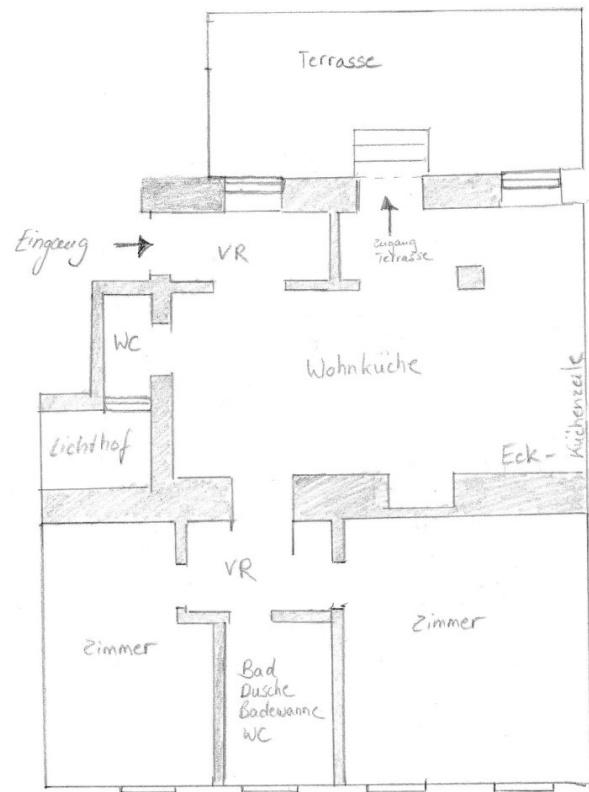 Terrasse
Eingang
VR
Zugang
Terrasse
WC
Wohnküche
Küchenzeile
Eck-
Lichthof
VR
Zimmer
Zimmer
Bad
Dusche
Badewanne
WC